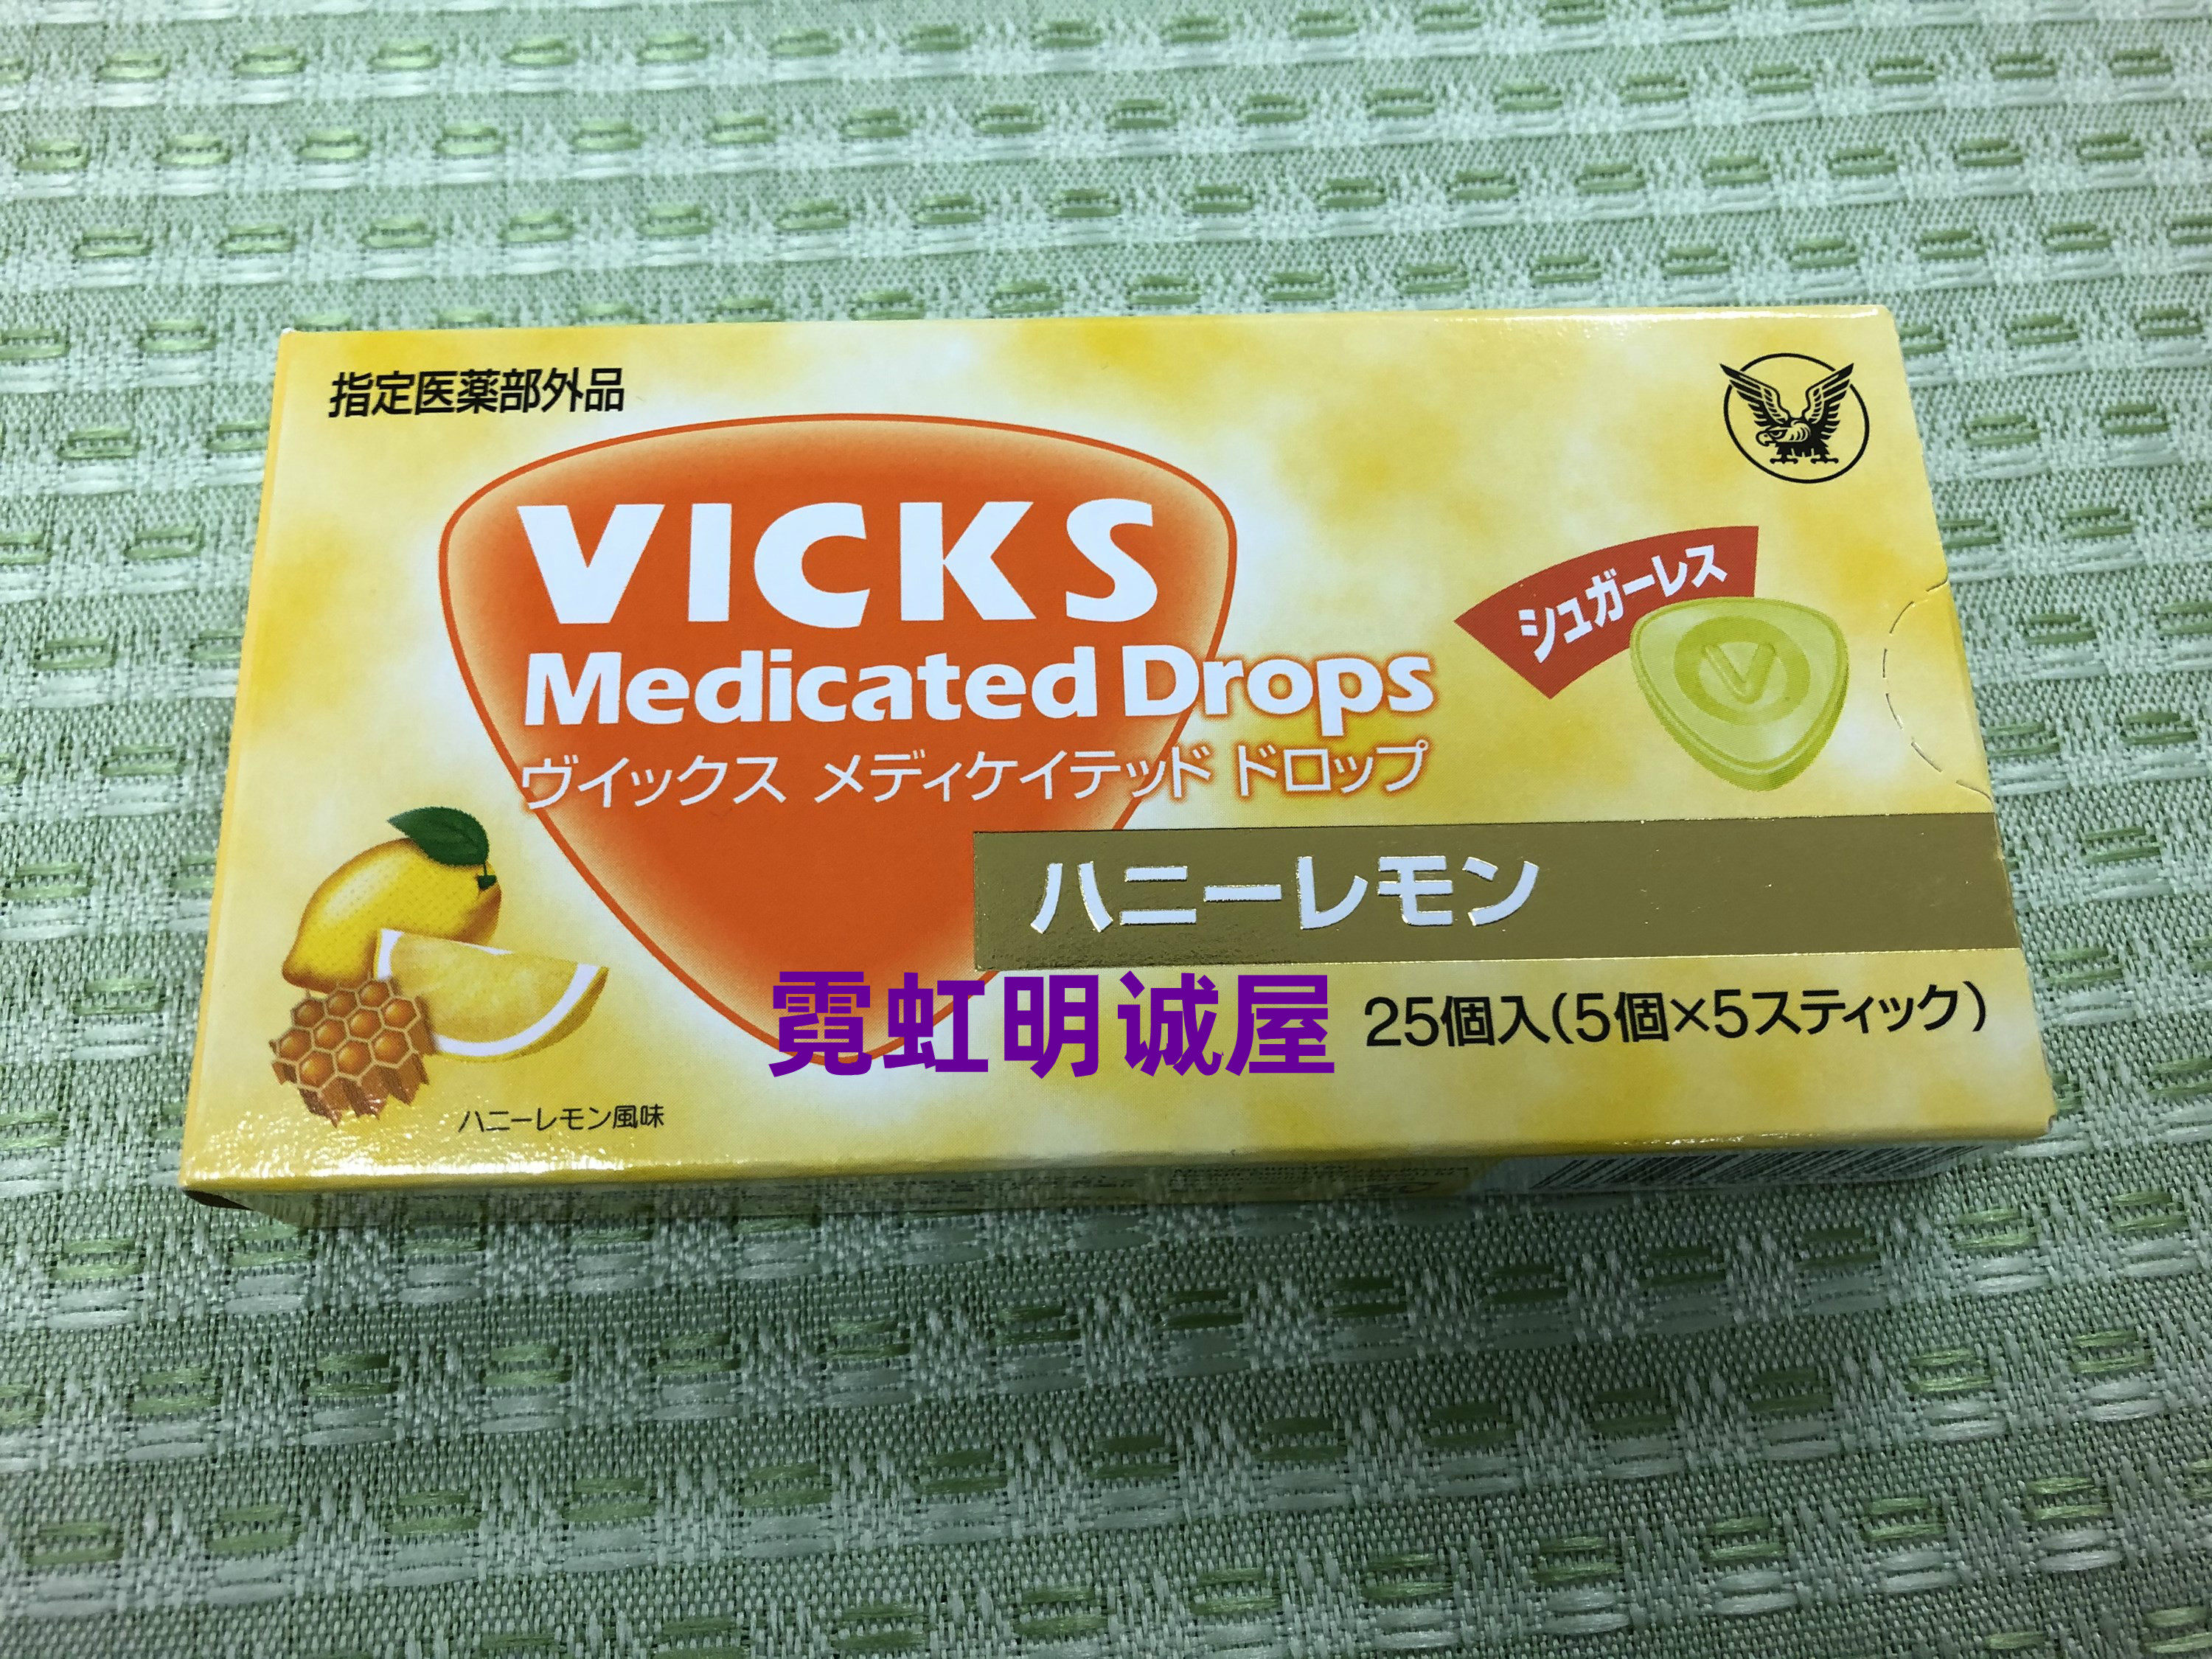 指定医薬部外品
VICKS
Medicated Drops
ヴイックス メディケイテッド ドロップ
シュガーレス
V
ハニーレモン
25個入(5個×5スティック)
霓虹明诚屋
ハニーレモン風味